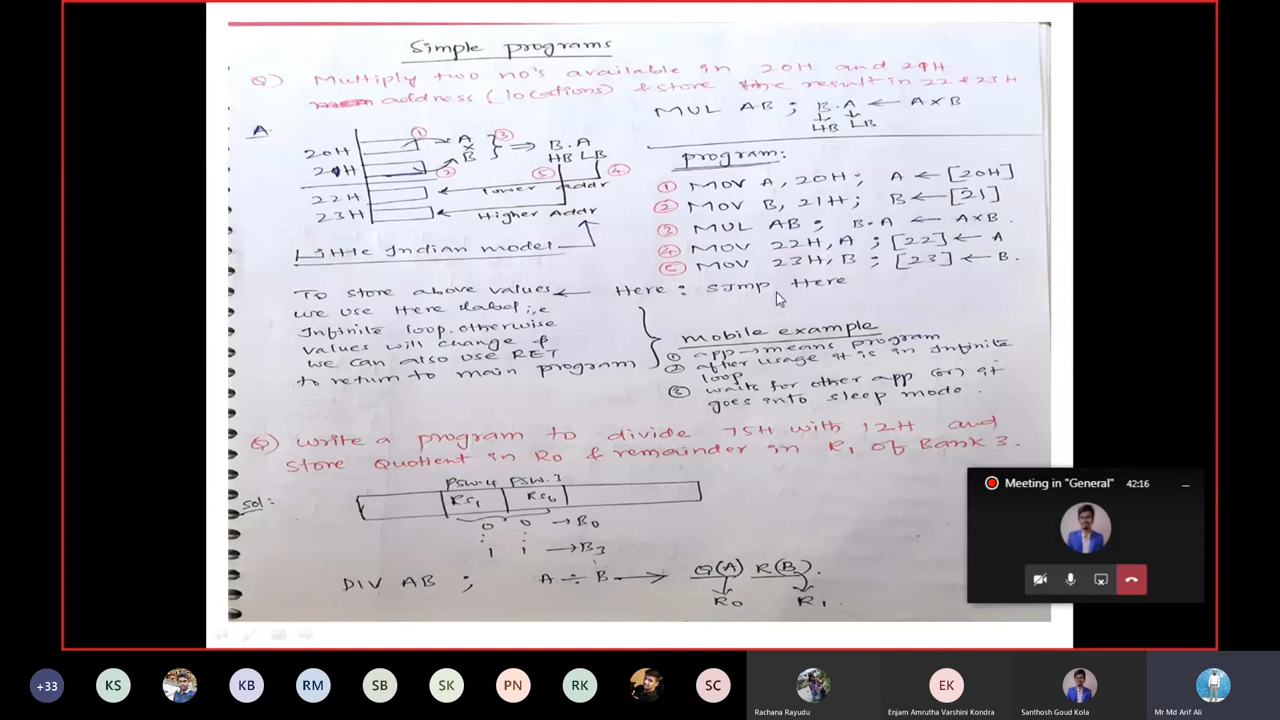 Simple programs
Q) Multiply two no's available in 20H and 21H
address (locations) & store the result in 22 & 23H
MUL AB ; B.A ← A×B
HB LB
A.
① A ③
20H × } ⇒ B.A
21H B HB LB
② ⑤ ④
22H ← Lower Addr
23H ← Higher Addr
Little Indian model
program:
① MOV A, 20H; A ← [20H]
② MOV B, 21H; B ← [21]
③ MUL AB; B.A ← A×B.
④ MOV 22H, A ; [22] ← A
⑤ MOV 23H, B ; [23] ← B.
To store above values ← Here : SJmp Here
we use Here label i,e
Infinite loop. otherwise
values will change &
we can also use RET
to return to main program
mobile example
① app → means program
② after usage it is in Infinite
loop
③ waits for other app (or) it
goes into sleep mode.
Q) write a program to divide 75H with 12H and
store Quotient in R0 & remainder in R1 of Bank 3.
sol:
PSW.4 PSW.3
RS1 RS0
0 0 → B0
: :
1 1 → B3
DIV AB ; A ÷ B → Q(A) R(B).
R0 R1.
Meeting in "General" 42:16
+33 KS KB RM SB SK PN RK SC EK
Rachana Rayudu Enjam Amrutha Varshini Kondra Santhosh Goud Kola Mr Md Arif Ali